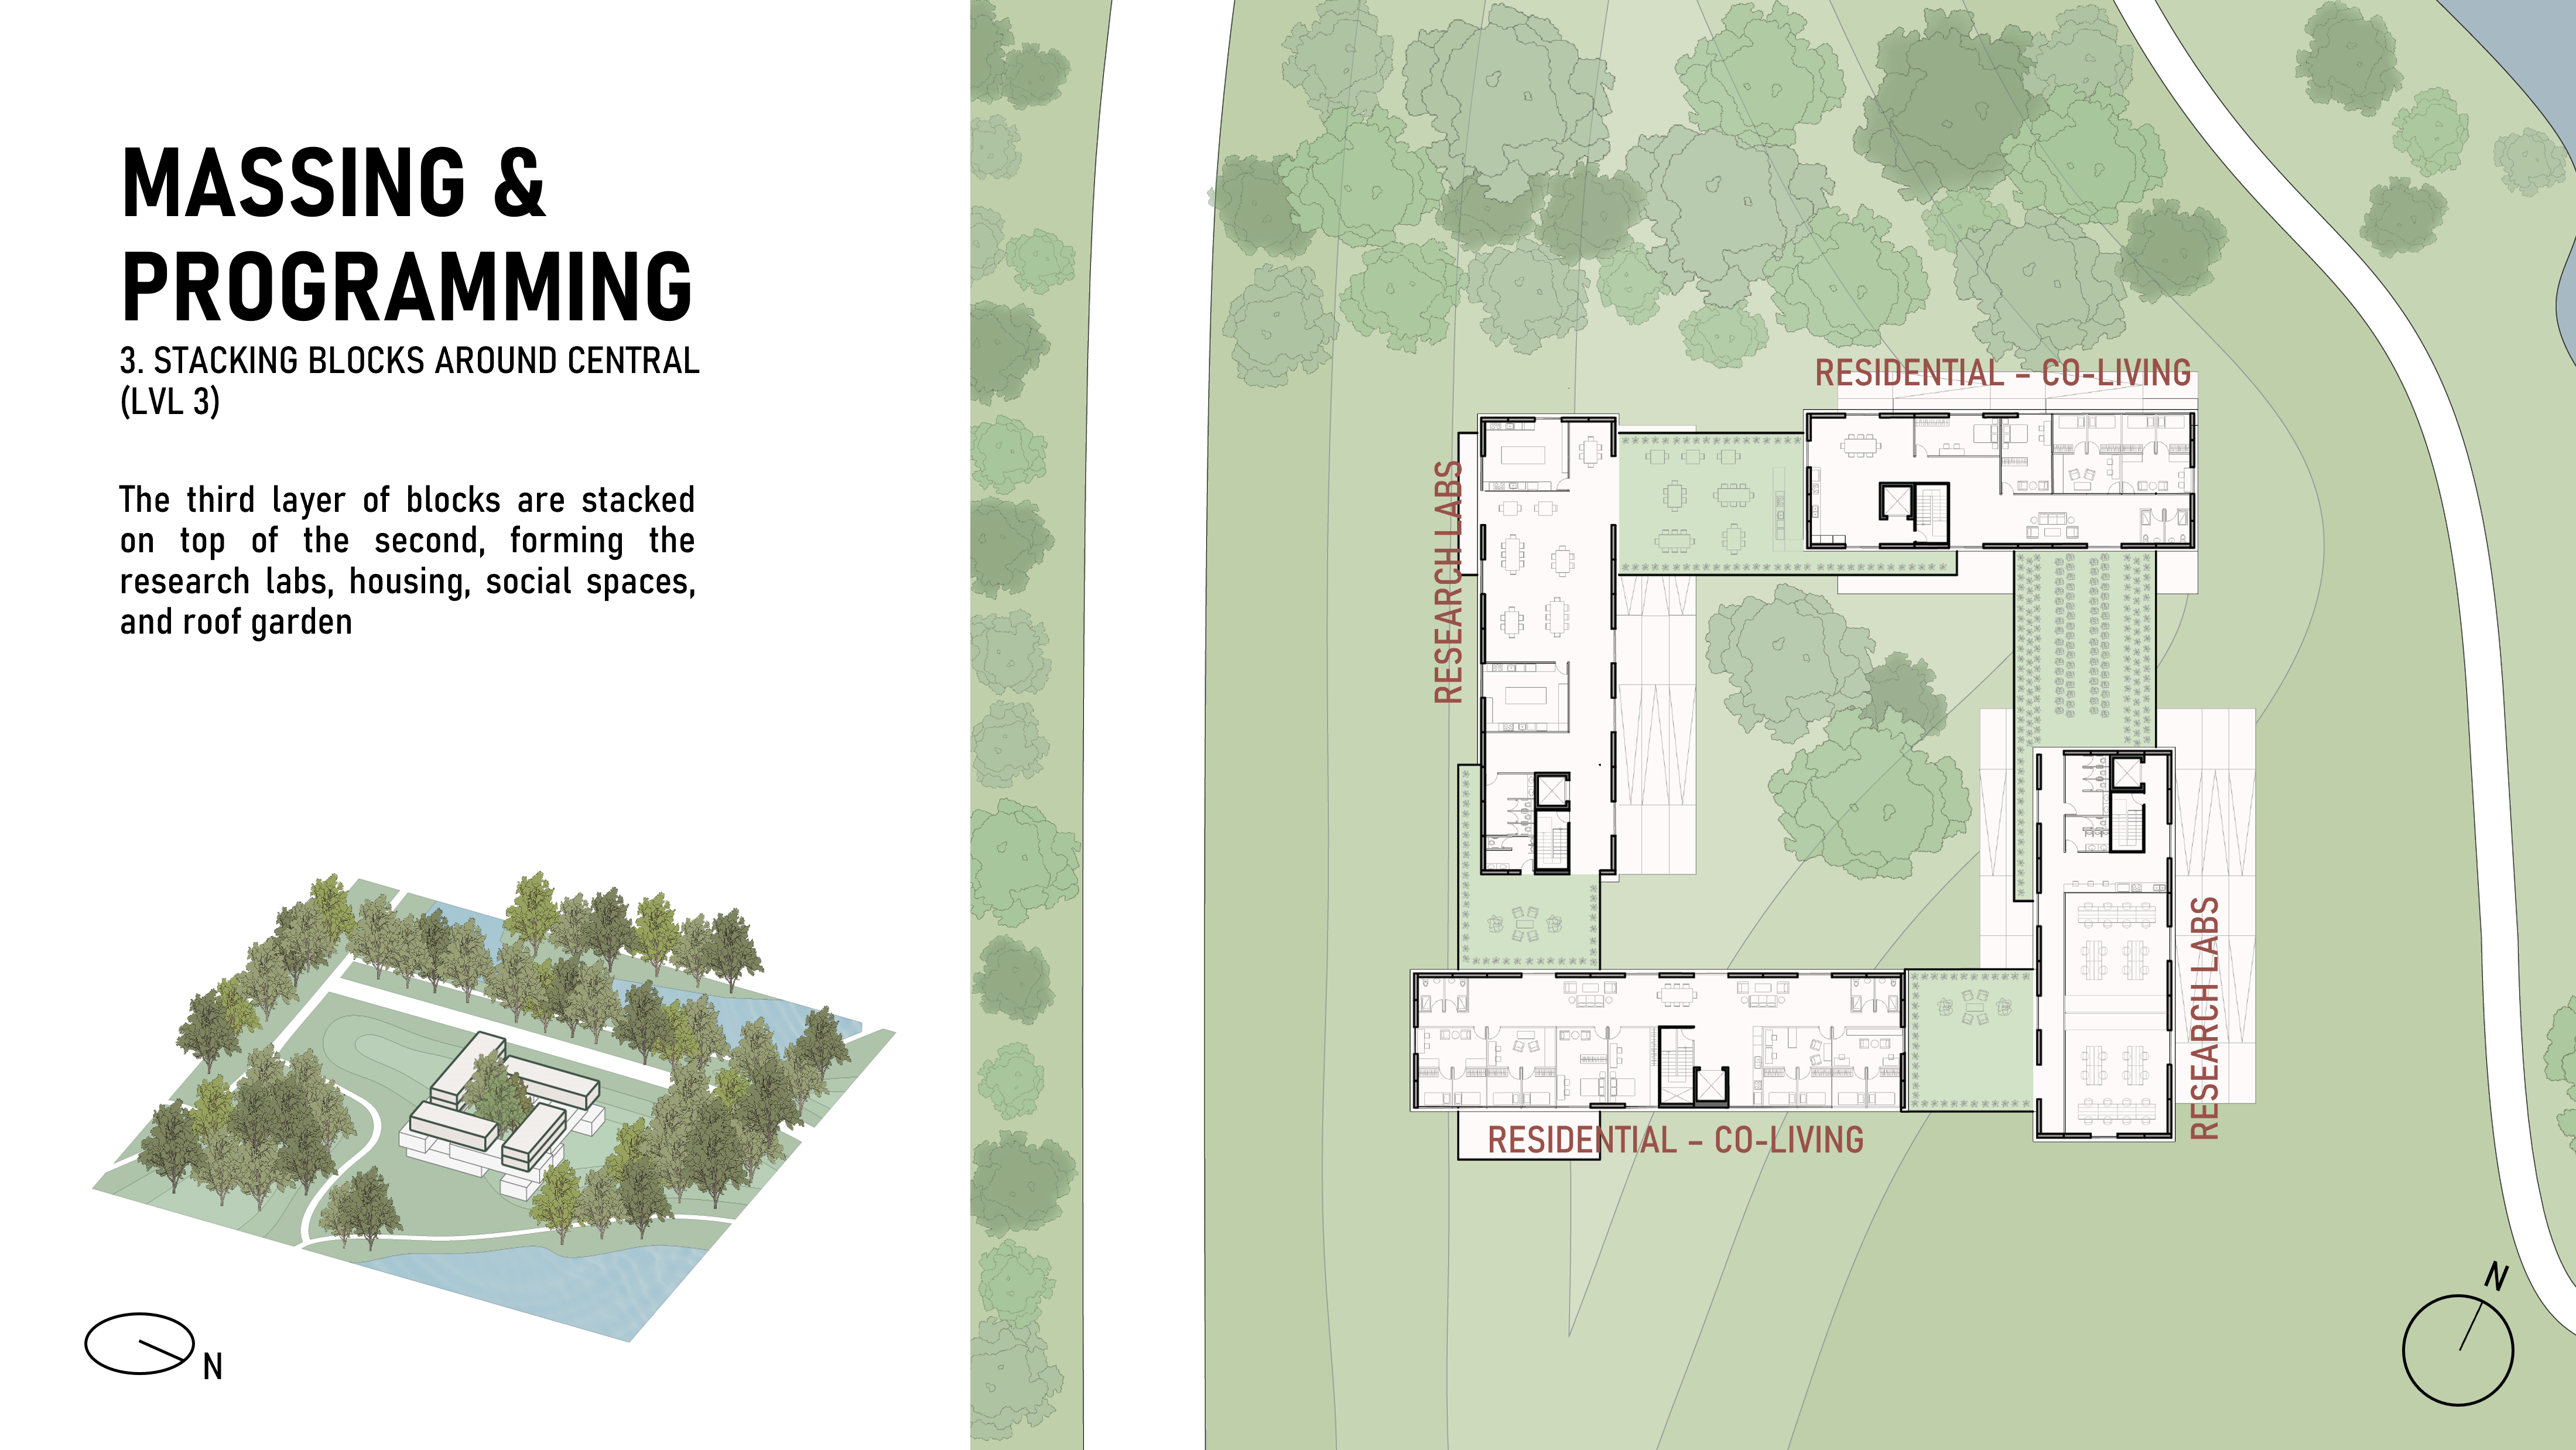 MASSING &
PROGRAMMING
3. STACKING BLOCKS AROUND CENTRAL
(LVL 3)
The third layer of blocks are stacked
on top of the second, forming the
research labs, housing, social spaces,
and roof garden
N
RESIDENTIAL - CO-LIVING
RESEARCH LABS
RESEARCH LABS
RESIDENTIAL - CO-LIVING
N